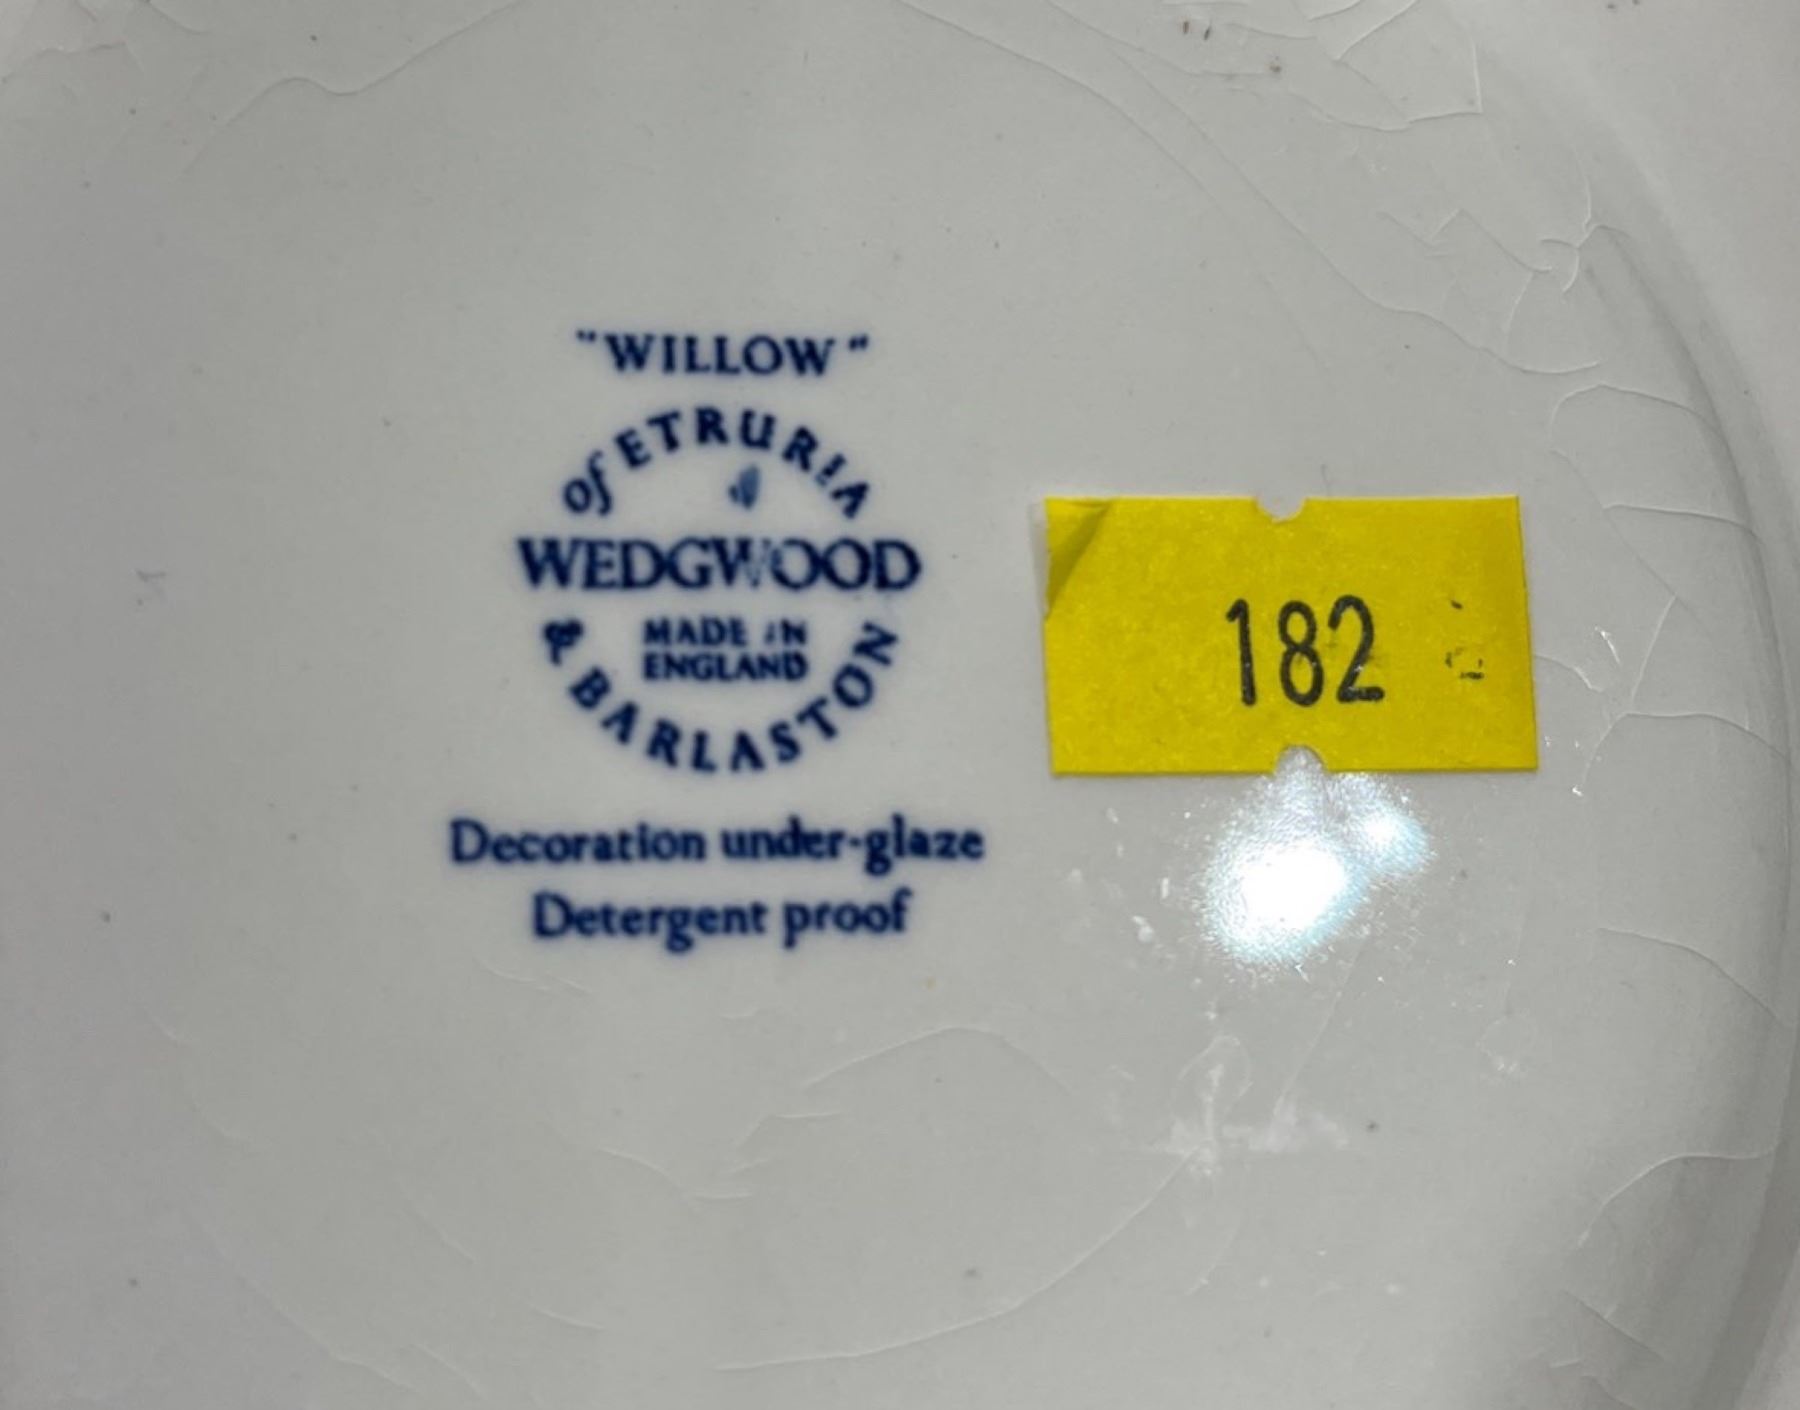 "WILLOW"
of ETRURIA
WEDGWOOD
MADE IN
ENGLAND
& BARLASTON
Decoration under-glaze
Detergent proof
182